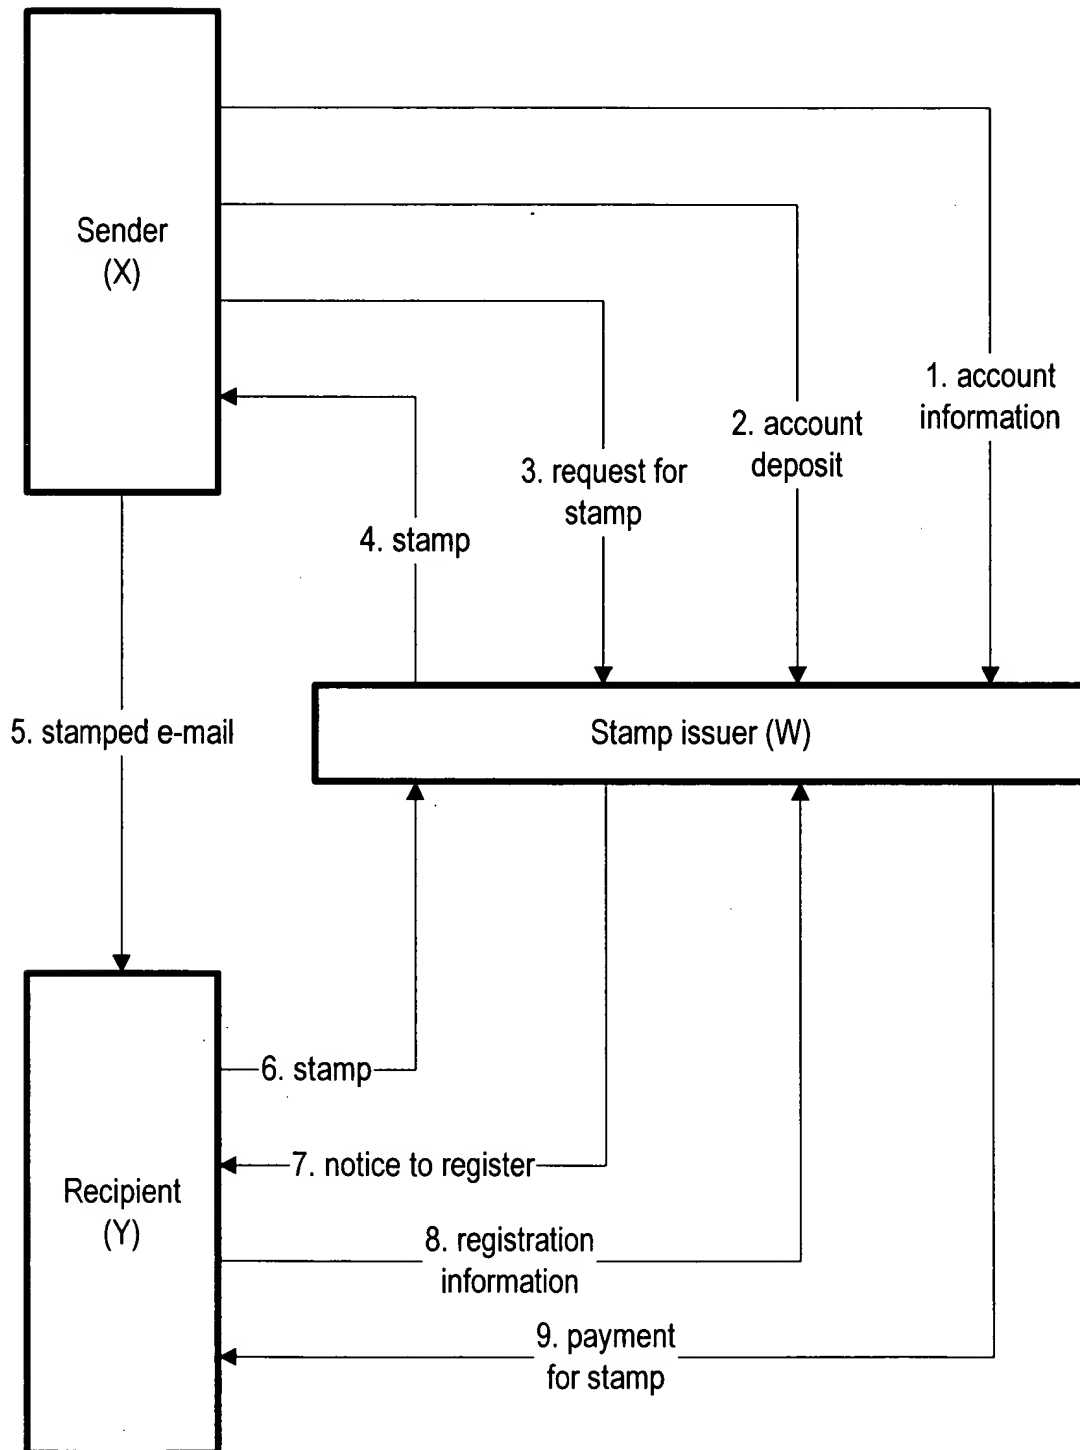 Sender
(X)
1. account
information
2. account
deposit
3. request for
stamp
4. stamp
5. stamped e-mail
Stamp issuer (W)
6. stamp
7. notice to register
Recipient
(Y)
8. registration
information
9. payment
for stamp